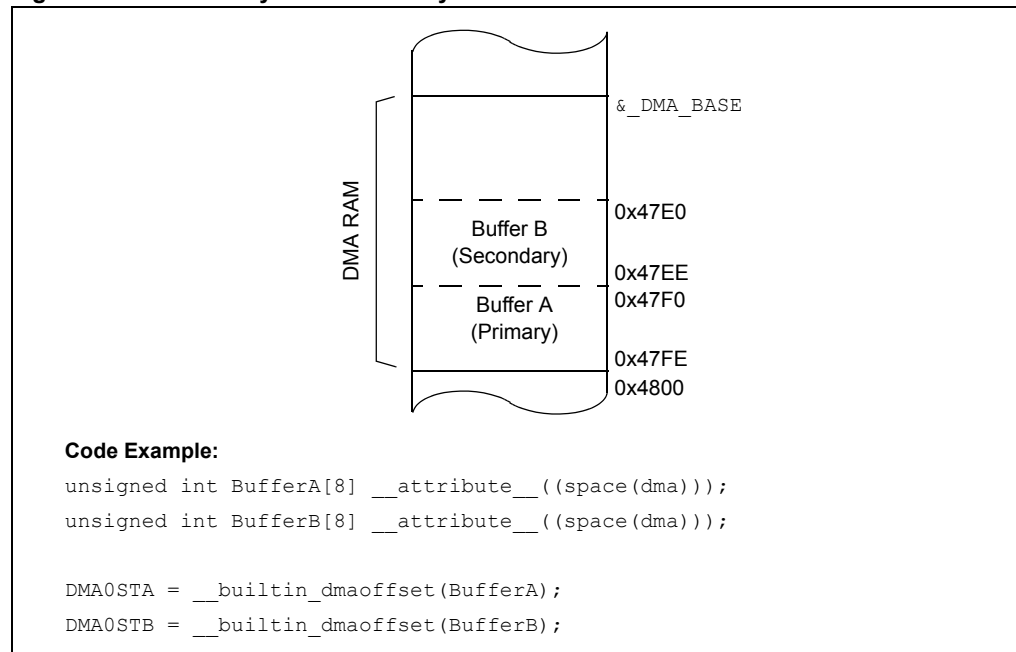 &_DMA_BASE
DMA RAM
0x47E0
Buffer B
(Secondary)
0x47EE
0x47F0
Buffer A
(Primary)
0x47FE
0x4800
Code Example:
unsigned int BufferA[8] __attribute__((space(dma)));
unsigned int BufferB[8] __attribute__((space(dma)));
DMA0STA = __builtin_dmaoffset(BufferA);
DMA0STB = __builtin_dmaoffset(BufferB);